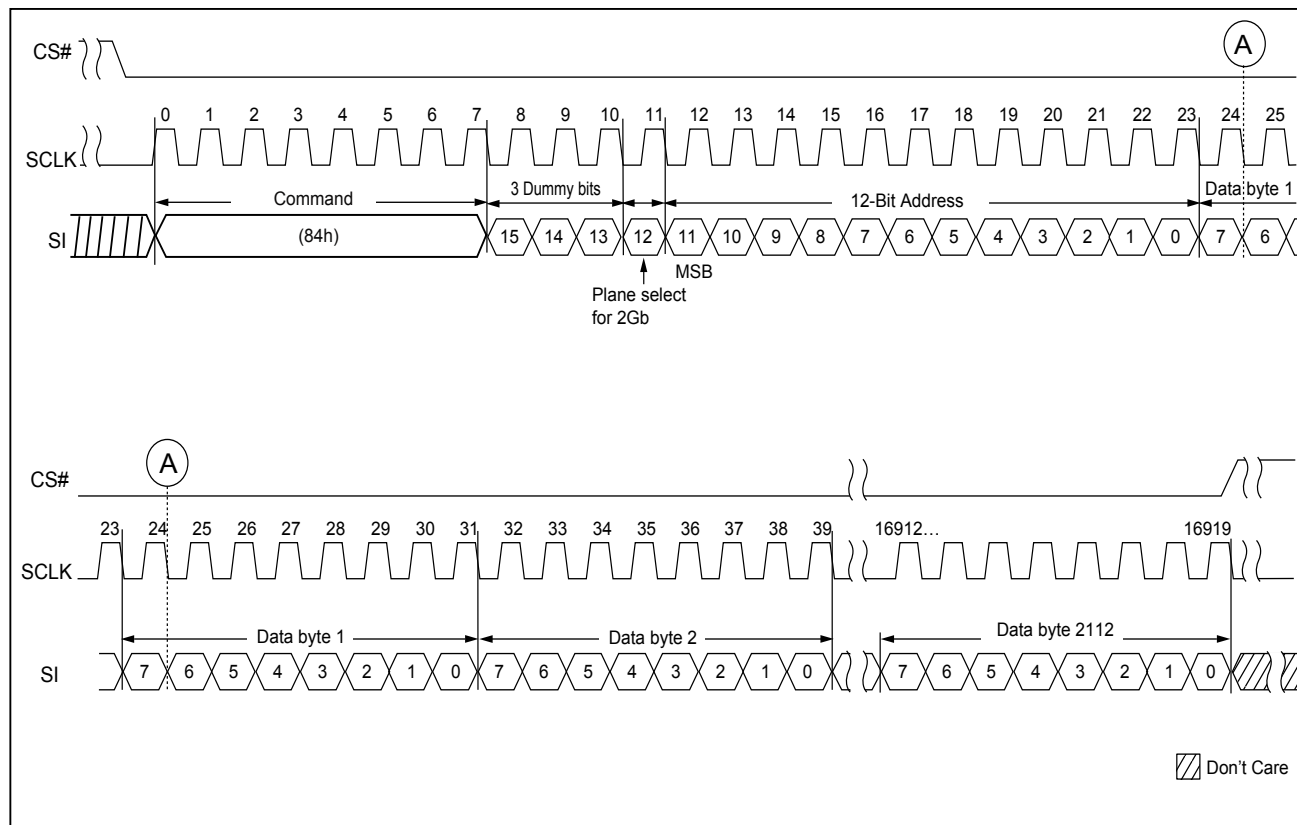 A
CS#
0 1 2 3 4 5 6 7 8 9 10 11 12 13 14 15 16 17 18 19 20 21 22 23 24 25
SCLK
Command 3 Dummy bits 12-Bit Address Data byte 1
SI (84h) 15 14 13 12 11 10 9 8 7 6 5 4 3 2 1 0 7 6
MSB
Plane select
for 2Gb
A
CS#
23 24 25 26 27 28 29 30 31 32 33 34 35 36 37 38 39 16912... 16919
SCLK
Data byte 1 Data byte 2 Data byte 2112
SI 7 6 5 4 3 2 1 0 7 6 5 4 3 2 1 0 7 6 5 4 3 2 1 0
Don't Care